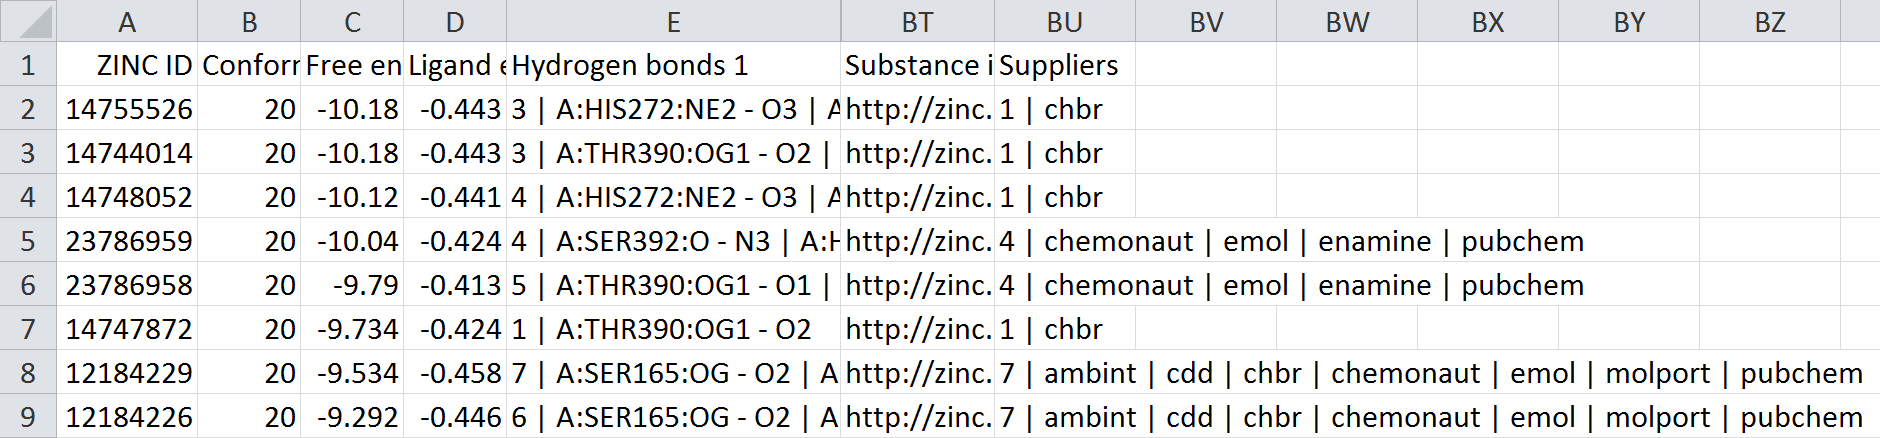 A B C D E BT BU BV BW BX BY BZ
1 ZINC ID Conforr Free en Ligand e Hydrogen bonds 1 Substance i Suppliers
2 14755526 20 -10.18 -0.443 3 | A:HIS272:NE2 - O3 | A http://zinc. 1 | chbr
3 14744014 20 -10.18 -0.443 3 | A:THR390:OG1 - O2 | http://zinc. 1 | chbr
4 14748052 20 -10.12 -0.441 4 | A:HIS272:NE2 - O3 | http://zinc. 1 | chbr
5 23786959 20 -10.04 -0.424 4 | A:SER392:O - N3 | A:H http://zinc. 4 | chemonaut | emol | enamine | pubchem
6 23786958 20 -9.79 -0.413 5 | A:THR390:OG1 - O1 | http://zinc. 4 | chemonaut | emol | enamine | pubchem
7 14747872 20 -9.734 -0.424 1 | A:THR390:OG1 - O2 http://zinc. 1 | chbr
8 12184229 20 -9.534 -0.458 7 | A:SER165:OG - O2 | A http://zinc. 7 | ambint | cdd | chbr | chemonaut | emol | molport | pubchem
9 12184226 20 -9.292 -0.446 6 | A:SER165:OG - O2 | A http://zinc. 7 | ambint | cdd | chbr | chemonaut | emol | molport | pubchem